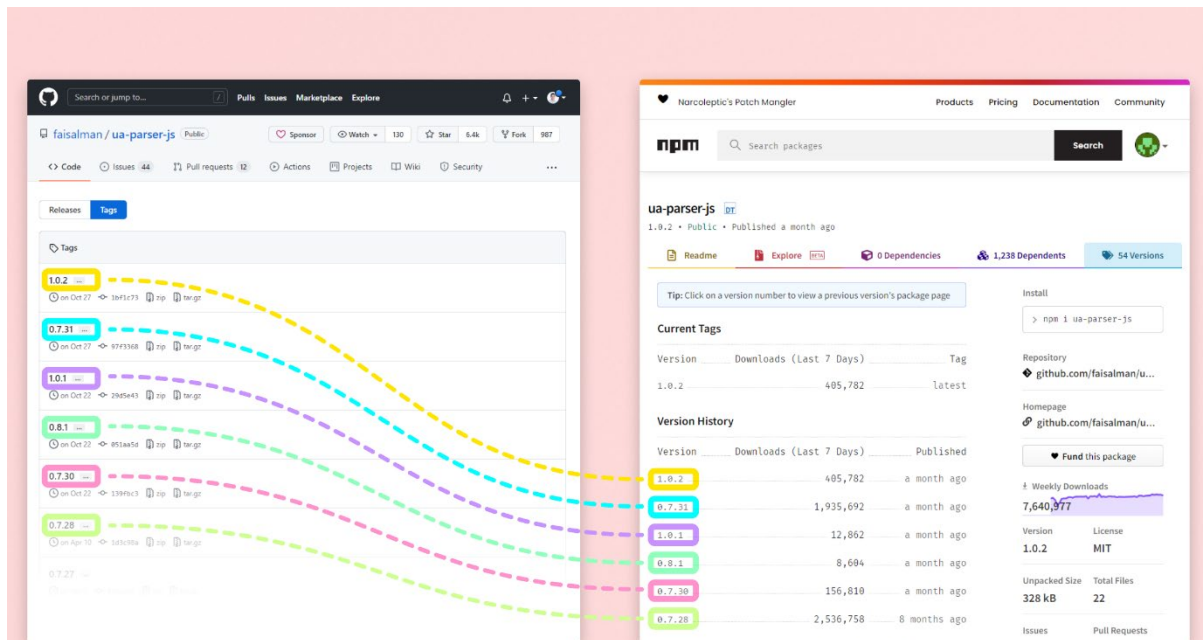 Search or jump to... /
Pulls Issues Marketplace Explore
faisalman / ua-parser-js Public
Sponsor Watch 130 Star 6.4k Fork 987
Code Issues 44 Pull requests 12 Actions Projects Wiki Security ...
Releases Tags
Tags
1.0.2 ...
on Oct 27 1bf1c73 zip tar.gz
0.7.31 ...
on Oct 27 97f3368 zip tar.gz
1.0.1 ...
on Oct 22 29d5e43 zip tar.gz
0.8.1 ...
on Oct 22 051aa5d zip tar.gz
0.7.30 ...
on Oct 22 zip tar.gz
0.7.28 ...
on Apr 10 zip tar.gz
0.7.27
Narcoleptic's Patch Mangler
Products Pricing Documentation Community
npm
Search packages
Search
ua-parser-js DT
1.0.2 • Public • Published a month ago
Readme
Explore BETA
0 Dependencies
1,238 Dependents
54 Versions
Tip: Click on a version number to view a previous version's package page
Current Tags
Version Downloads (Last 7 Days) Tag
1.0.2 405,782 latest
Version History
Version Downloads (Last 7 Days) Published
1.0.2 405,782 a month ago
0.7.31 1,935,692 a month ago
1.0.1 12,862 a month ago
0.8.1 8,604 a month ago
0.7.30 156,810 a month ago
0.7.28 2,536,758 8 months ago
Install
> npm i ua-parser-js
Repository
github.com/faisalman/u...
Homepage
github.com/faisalman/u...
Fund this package
Weekly Downloads
7,640,977
Version License
1.0.2 MIT
Unpacked Size Total Files
328 kB 22
Issues Pull Requests